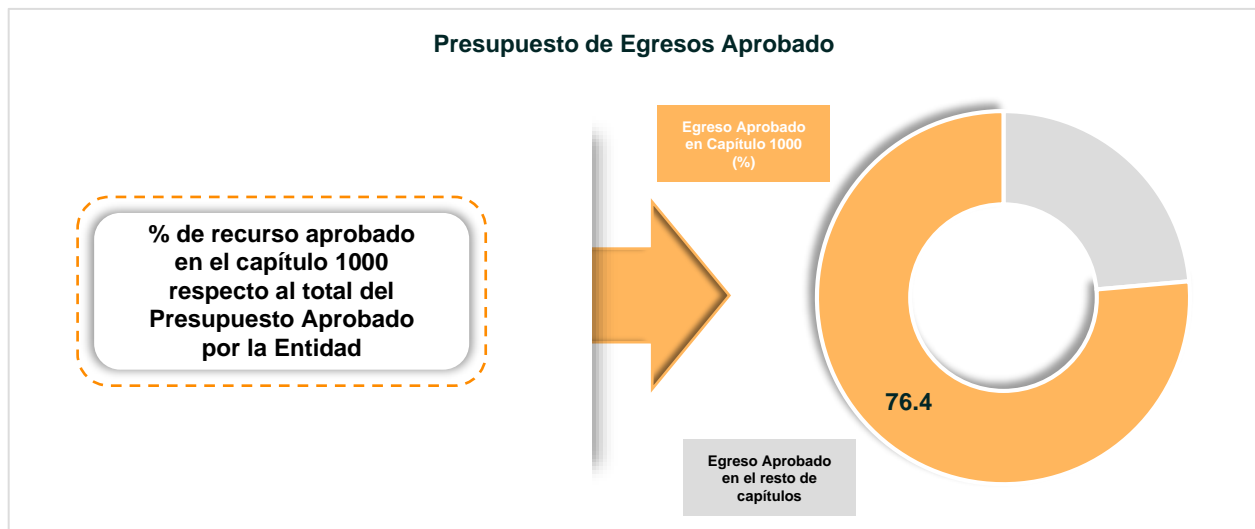 Presupuesto de Egresos Aprobado
% de recurso aprobado
en el capítulo 1000
respecto al total del
Presupuesto Aprobado
por la Entidad
Egreso Aprobado
en Capítulo 1000
(%)
76.4
Egreso Aprobado
en el resto de
capítulos